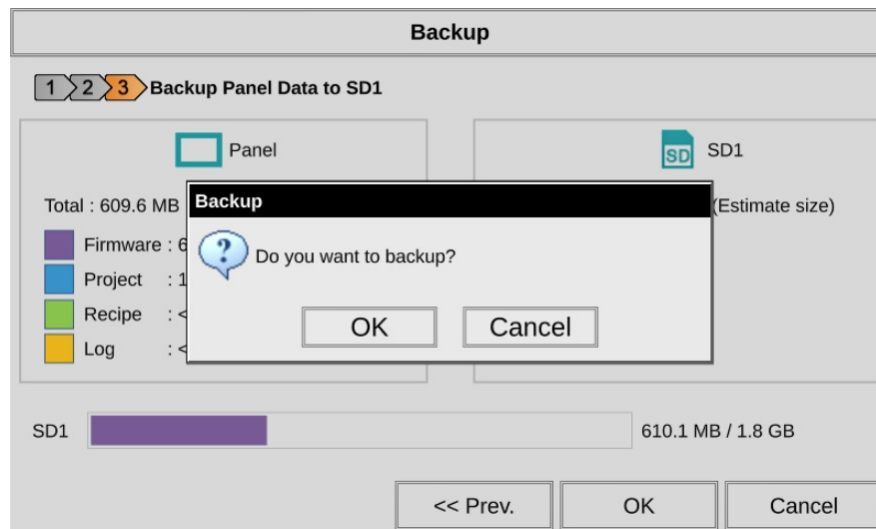 Backup
1 2 3 Backup Panel Data to SD1
Panel
SD SD1
Total : 609.6 MB
(Estimate size)
Backup
Firmware : 6
Do you want to backup?
Project : 1
Recipe : <
OK Cancel
Log : <
SD1 610.1 MB / 1.8 GB
<< Prev. OK Cancel